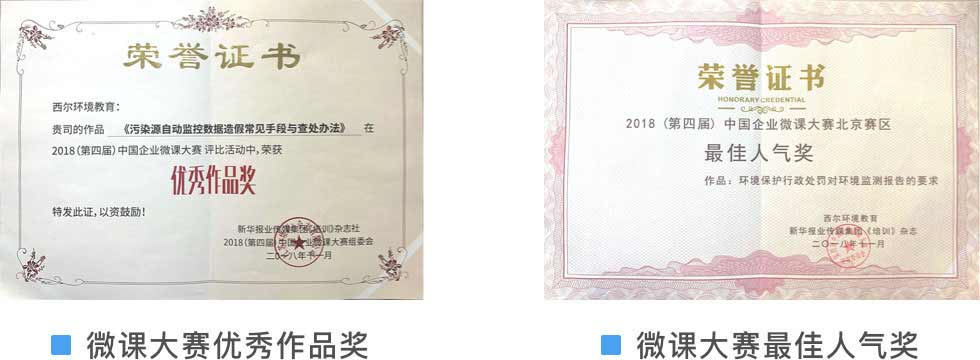 荣誉证书
西尔环境教育：
贵司的作品 《污染源自动监控数据造假常见手段与查处办法》 在
2018（第四届）中国企业微课大赛 评比活动中，荣获
优秀作品奖
特发此证，以资鼓励！
新华报业传媒集团《培训》杂志社
2018（第四届）中国企业微课大赛组委会
二〇一八年十一月
微课大赛优秀作品奖
荣誉证书
HONORARY CREDENTIAL
2018 (第四届) 中国企业微课大赛北京赛区
最佳人气奖
作品：环境保护行政处罚对环境监测报告的要求
西尔环境教育
新华报业传媒集团《培训》杂志
二〇一八年十一月
微课大赛最佳人气奖